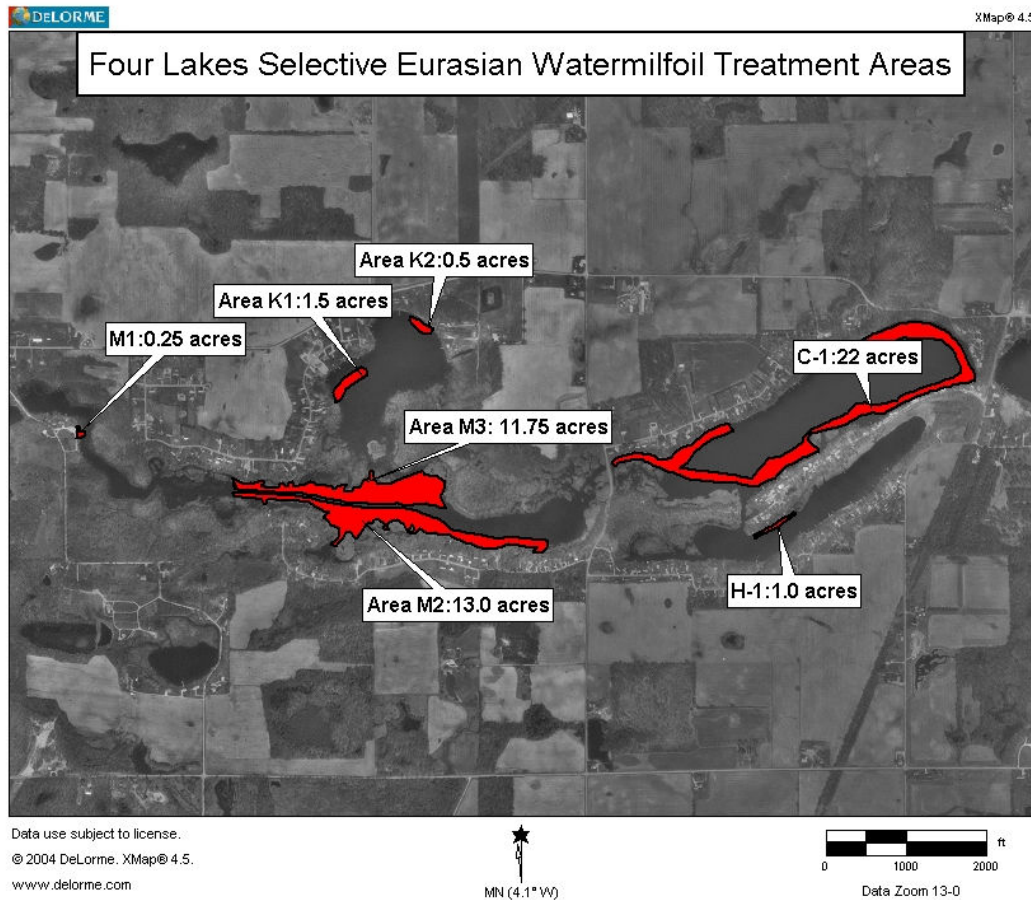 DELORME
XMap® 4.5
Four Lakes Selective Eurasian Watermilfoil Treatment Areas
Area K2:0.5 acres
Area K1:1.5 acres
M1:0.25 acres
C-1:22 acres
Area M3: 11.75 acres
H-1:1.0 acres
Area M2:13.0 acres
Data use subject to license.
© 2004 DeLorme. XMap® 4.5.
www.delorme.com
MN (4.1° W)
ft
0 1000 2000
Data Zoom 13-0